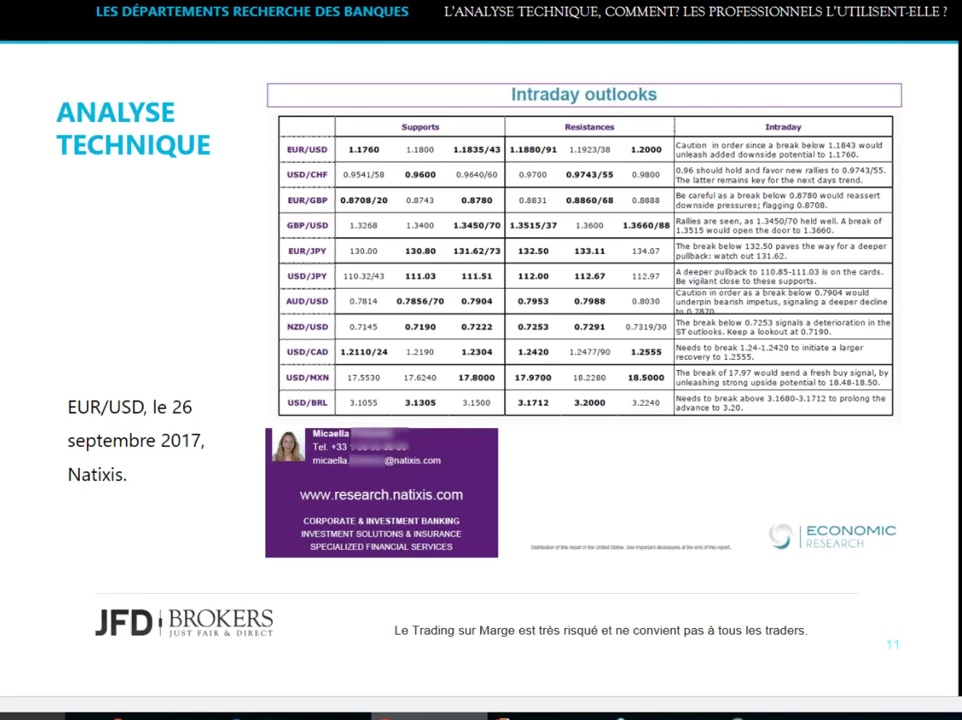 LES DÉPARTEMENTS RECHERCHE DES BANQUES L'ANALYSE TECHNIQUE, COMMENT? LES PROFESSIONNELS L'UTILISENT-ELLE ?
ANALYSE
TECHNIQUE
Intraday outlooks
Supports Resistances Intraday
EUR/USD 1.1760 1.1800 1.1835/43 1.1880/91 1.1923/38 1.2000 Caution in order since a break below 1.1843 would
unleash added downside potential to 1.1760.
USD/CHF 0.9541/58 0.9600 0.9640/60 0.9700 0.9743/55 0.9800 0.96 should hold and favor new rallies to 0.9743/55.
The latter remains key for the next days trend.
EUR/GBP 0.8708/20 0.8743 0.8780 0.8831 0.8860/68 0.8888 Be careful as a break below 0.8780 would reassert
downside pressures; flagging 0.8708.
GBP/USD 1.3268 1.3400 1.3450/70 1.3515/37 1.3600 1.3660/88 Rallies are seen, as 1.3450/70 held well. A break of
1.3515 would open the door to 1.3660.
EUR/JPY 130.00 130.80 131.62/73 132.50 133.11 134.07 The break below 132.50 paves the way for a deeper
pullback: watch out 131.62.
USD/JPY 110.32/43 111.03 111.51 112.00 112.67 112.97 A deeper pullback to 110.85-111.03 is on the cards.
Be vigilant close to these supports.
AUD/USD 0.7814 0.7856/70 0.7904 0.7953 0.7988 0.8030 Caution in order as a break below 0.7904 would
underpin bearish impetus, signaling a deeper decline
to 0.7870.
NZD/USD 0.7145 0.7190 0.7222 0.7253 0.7291 0.7319/30 The break below 0.7253 signals a deterioration in the
ST outlooks. Keep a lookout at 0.7190.
USD/CAD 1.2110/24 1.2190 1.2304 1.2420 1.2477/90 1.2555 Needs to break 1.24-1.2420 to initiate a larger
recovery to 1.2555.
USD/MXN 17.5530 17.6240 17.8000 17.9700 18.2280 18.5000 The break of 17.97 would send a fresh buy signal, by
unleashing strong upside potential to 18.48-18.50.
USD/BRL 3.1055 3.1305 3.1500 3.1712 3.2000 3.2240 Needs to break above 3.1680-3.1712 to prolong the
advance to 3.20.
EUR/USD, le 26
septembre 2017,
Natixis.
Micaella
Tel. +33
micaella. @natixis.com
www.research.natixis.com
CORPORATE & INVESTMENT BANKING
INVESTMENT SOLUTIONS & INSURANCE
SPECIALIZED FINANCIAL SERVICES
Distribution of this report in the United States. See important disclosures at the end of this report.
ECONOMIC
RESEARCH
JFD BROKERS
JUST FAIR & DIRECT
Le Trading sur Marge est très risqué et ne convient pas à tous les traders.
11